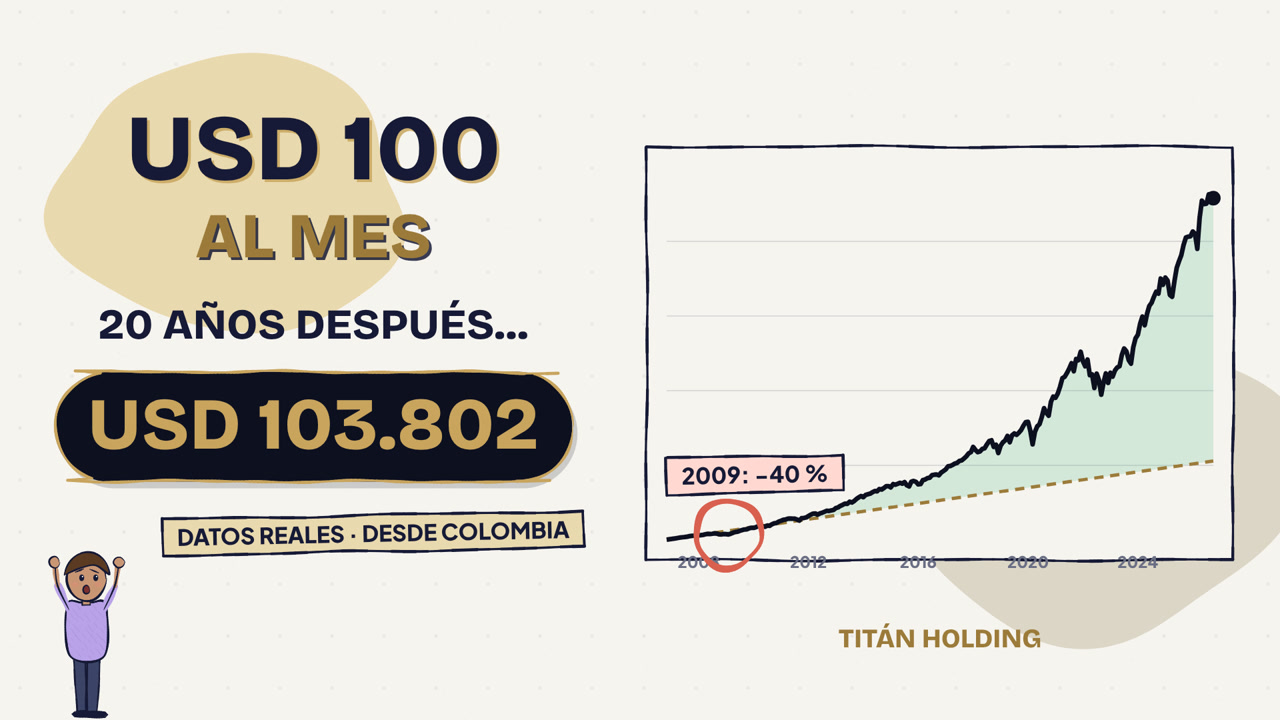 USD 100
AL MES
20 AÑOS DESPUÉS...
USD 103.802
DATOS REALES · DESDE COLOMBIA
2009: −40 %
2008 2012 2016 2020 2024
TITÁN HOLDING